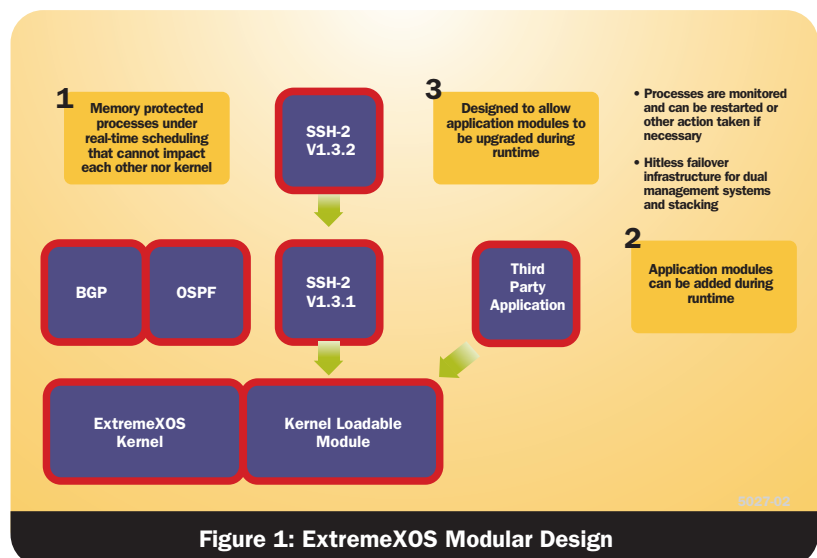 1
Memory protected
processes under
real-time scheduling
that cannot impact
each other nor kernel
SSH-2
V1.3.2
3
Designed to allow
application modules to
be upgraded during
runtime
• Processes are monitored
and can be restarted or
other action taken if
necessary
• Hitless failover
infrastructure for dual
management systems
and stacking
2
Application modules
can be added during
runtime
BGP
OSPF
SSH-2
V1.3.1
Third
Party
Application
ExtremeXOS
Kernel
Kernel Loadable
Module
Figure 1: ExtremeXOS Modular Design